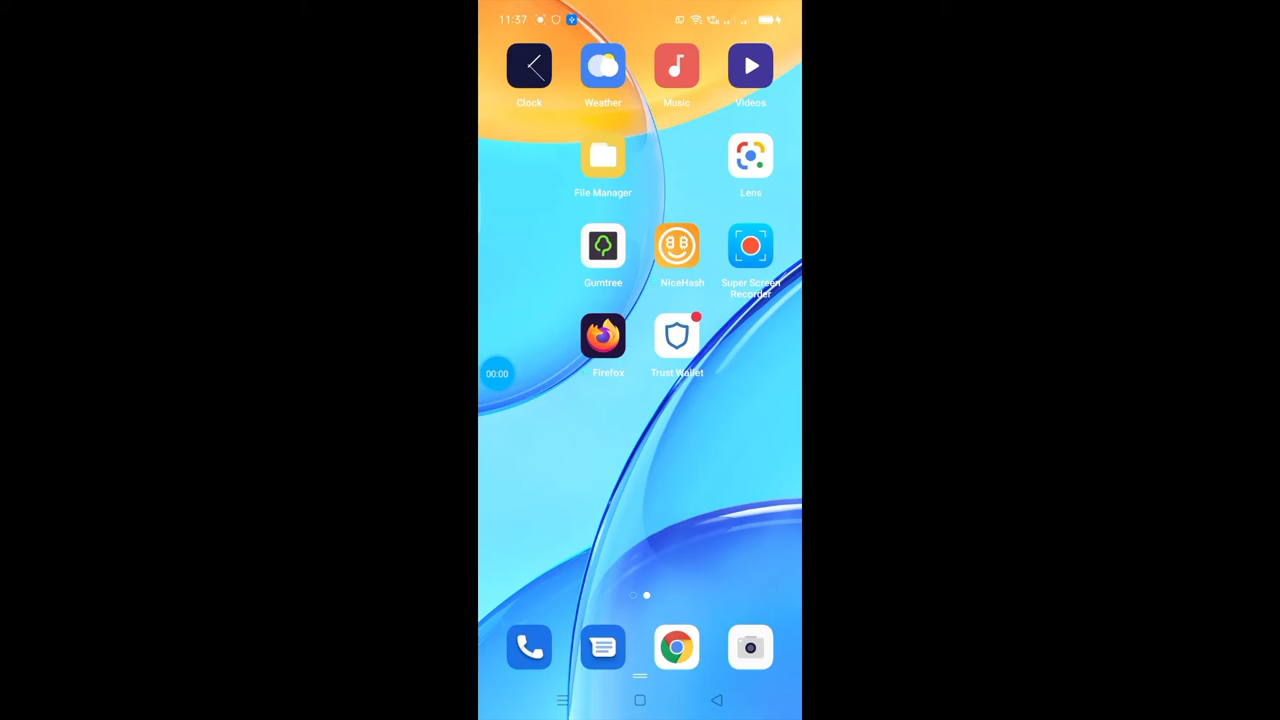 11:37
Clock
Weather
Music
Videos
File Manager
Lens
Gumtree
NiceHash
Super Screen
Recorder
Firefox
Trust Wallet
00:00